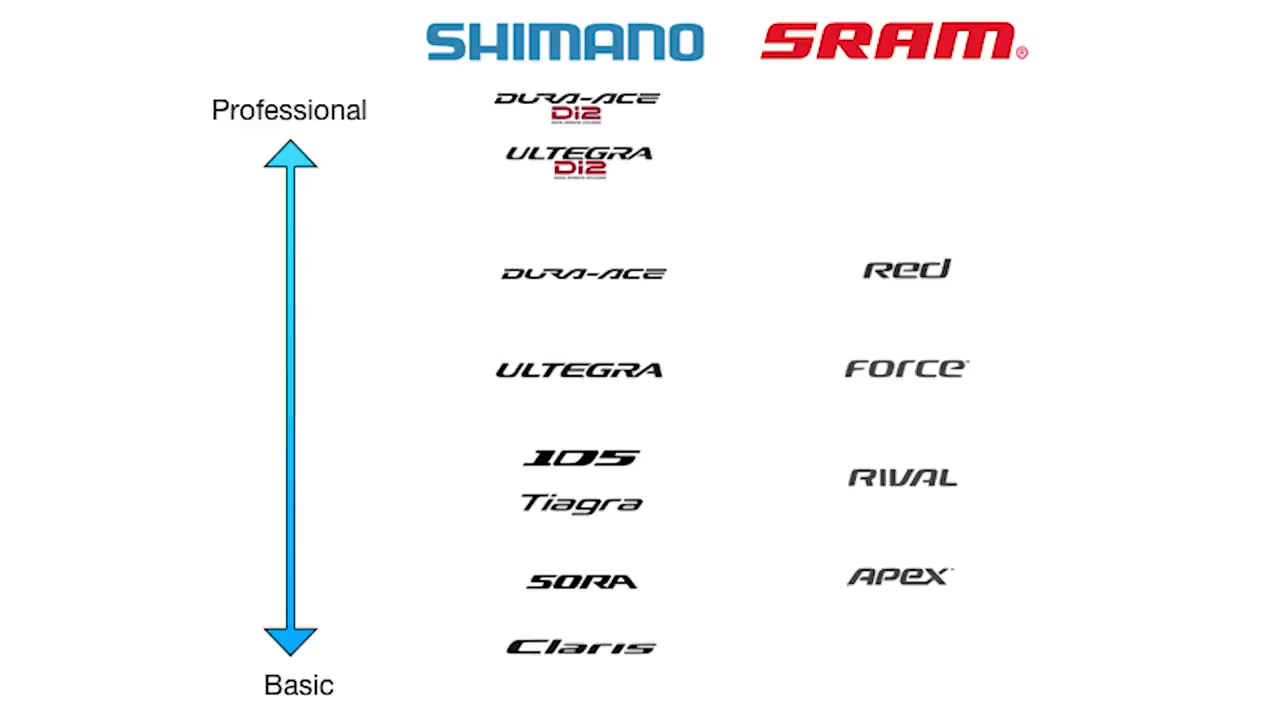 SHIMANO SRAM®
Professional
DURA-ACE
Di2
ULTEGRA
Di2
DURA-ACE Red
ULTEGRA FORCE
105
Tiagra
RIVAL
SORA APEX
Claris
Basic